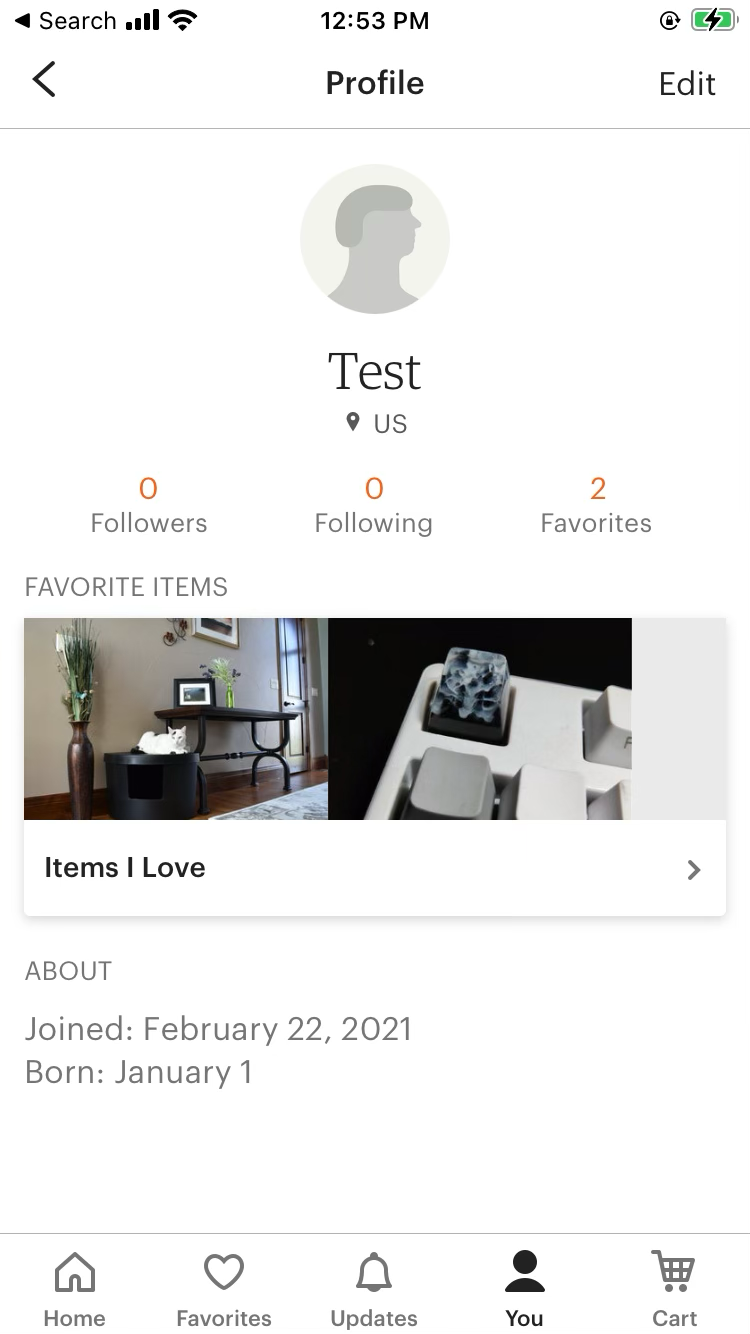 Search 12:53 PM
Profile Edit
Test
US
0 0 2
Followers Following Favorites
FAVORITE ITEMS
Items I Love
ABOUT
Joined: February 22, 2021
Born: January 1
Home Favorites Updates You Cart